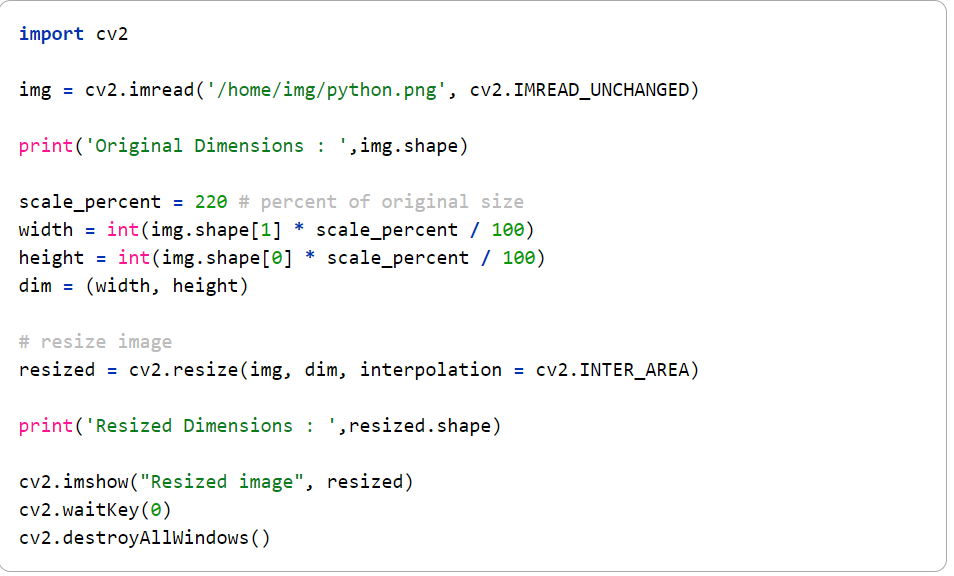 import cv2
img = cv2.imread('/home/img/python.png', cv2.IMREAD_UNCHANGED)
print('Original Dimensions : ',img.shape)
scale_percent = 220 # percent of original size
width = int(img.shape[1] * scale_percent / 100)
height = int(img.shape[0] * scale_percent / 100)
dim = (width, height)
# resize image
resized = cv2.resize(img, dim, interpolation = cv2.INTER_AREA)
print('Resized Dimensions : ',resized.shape)
cv2.imshow("Resized image", resized)
cv2.waitKey(0)
cv2.destroyAllWindows()